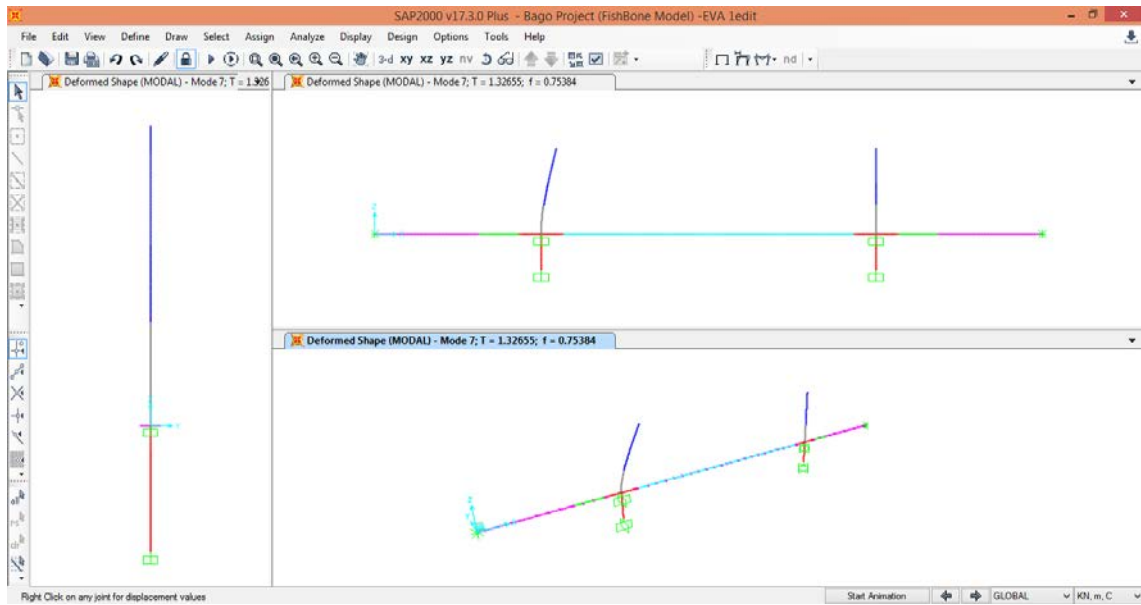 SAP2000 v17.3.0 Plus - Bago Project (FishBone Model) -EVA 1edit
File Edit View Define Draw Select Assign Analyze Display Design Options Tools Help
3-d xy xz yz nv
nd
Deformed Shape (MODAL) - Mode 7; T = 1.326
Deformed Shape (MODAL) - Mode 7; T = 1.32655; f = 0.75384
Deformed Shape (MODAL) - Mode 7; T = 1.32655; f = 0.75384
all
Right Click on any joint for displacement values
Start Animation
GLOBAL
KN, m, C